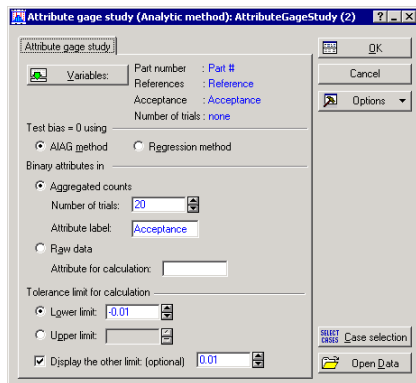 Attribute gage study (Analytic method): AttributeGageStudy (2)
Attribute gage study
Variables:
Part number : Part #
References : Reference
Acceptance : Acceptance
Number of trials : none
Test bias = 0 using
AIAG method
Regression method
Binary attributes in
Aggregated counts
Number of trials: 20
Attribute label: Acceptance
Raw data
Attribute for calculation:
Tolerance limit for calculation
Lower limit: -0.01
Upper limit:
Display the other limit: (optional) 0.01
OK
Cancel
Options
SELECT CASES Case selection
Open Data